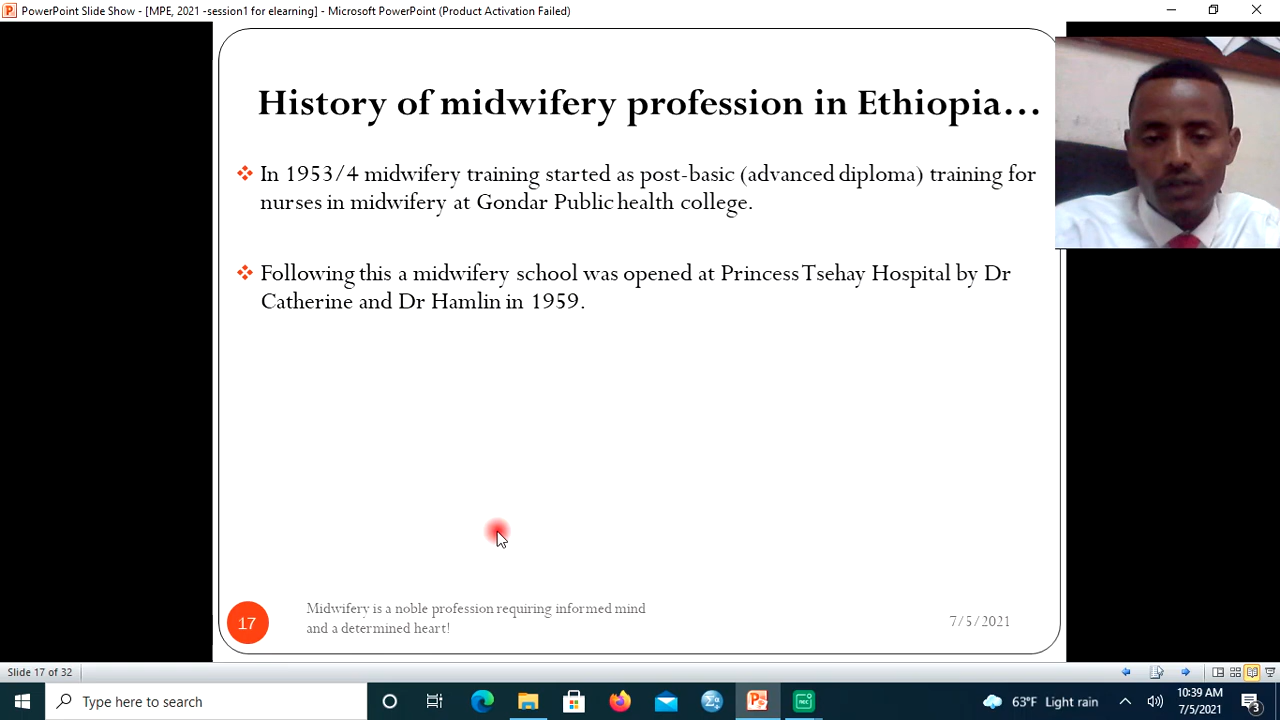 PowerPoint Slide Show - [MPE, 2021 -session1 for elearning] - Microsoft PowerPoint (Product Activation Failed)
History of midwifery profession in Ethiopia...
In 1953/4 midwifery training started as post-basic (advanced diploma) training for
nurses in midwifery at Gondar Public health college.
Following this a midwifery school was opened at Princess Tsehay Hospital by Dr
Catherine and Dr Hamlin in 1959.
17
Midwifery is a noble profession requiring informed mind
and a determined heart!
7/5/2021
Slide 17 of 32
Type here to search
63°F Light rain
10:39 AM
7/5/2021
3